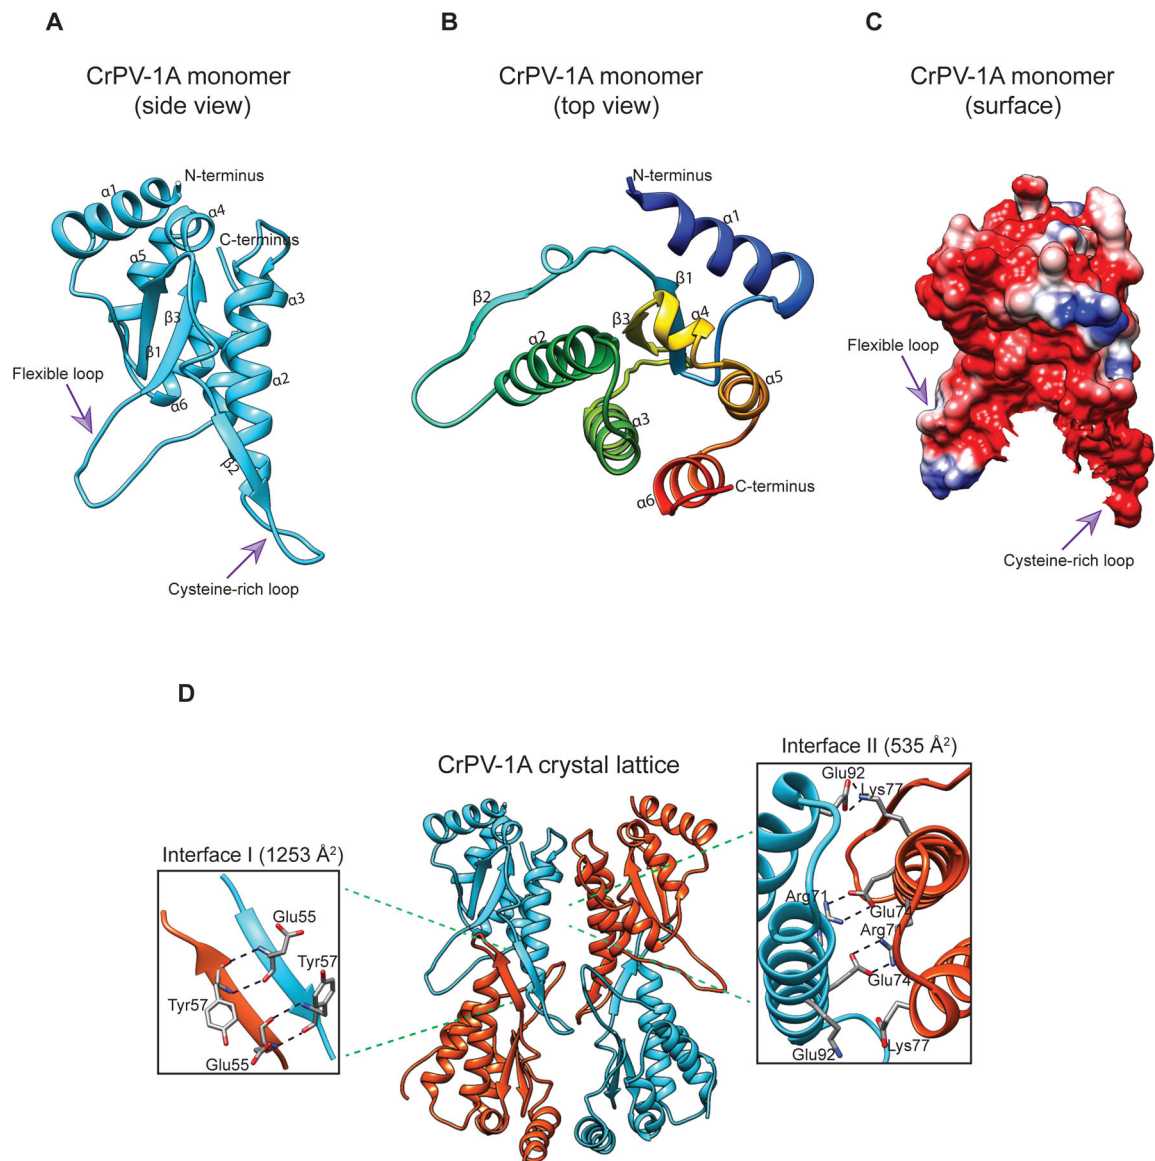 A
B
C
CrPV-1A monomer
(side view)
CrPV-1A monomer
(top view)
CrPV-1A monomer
(surface)
N-terminus
α1
α4
C-terminus
α5
α3
β3
β1
Flexible loop
α2
α6
β2
Cysteine-rich loop
N-terminus
α1
β1
β2
β3
α4
α2
α5
α3
α6
C-terminus
Flexible loop
Cysteine-rich loop
D
CrPV-1A crystal lattice
Interface I (1253 Å²)
Glu55
Tyr57
Tyr57
Glu55
Interface II (535 Å²)
Glu92
Lys77
Arg71
Glu74
Arg71
Glu74
Lys77
Glu92